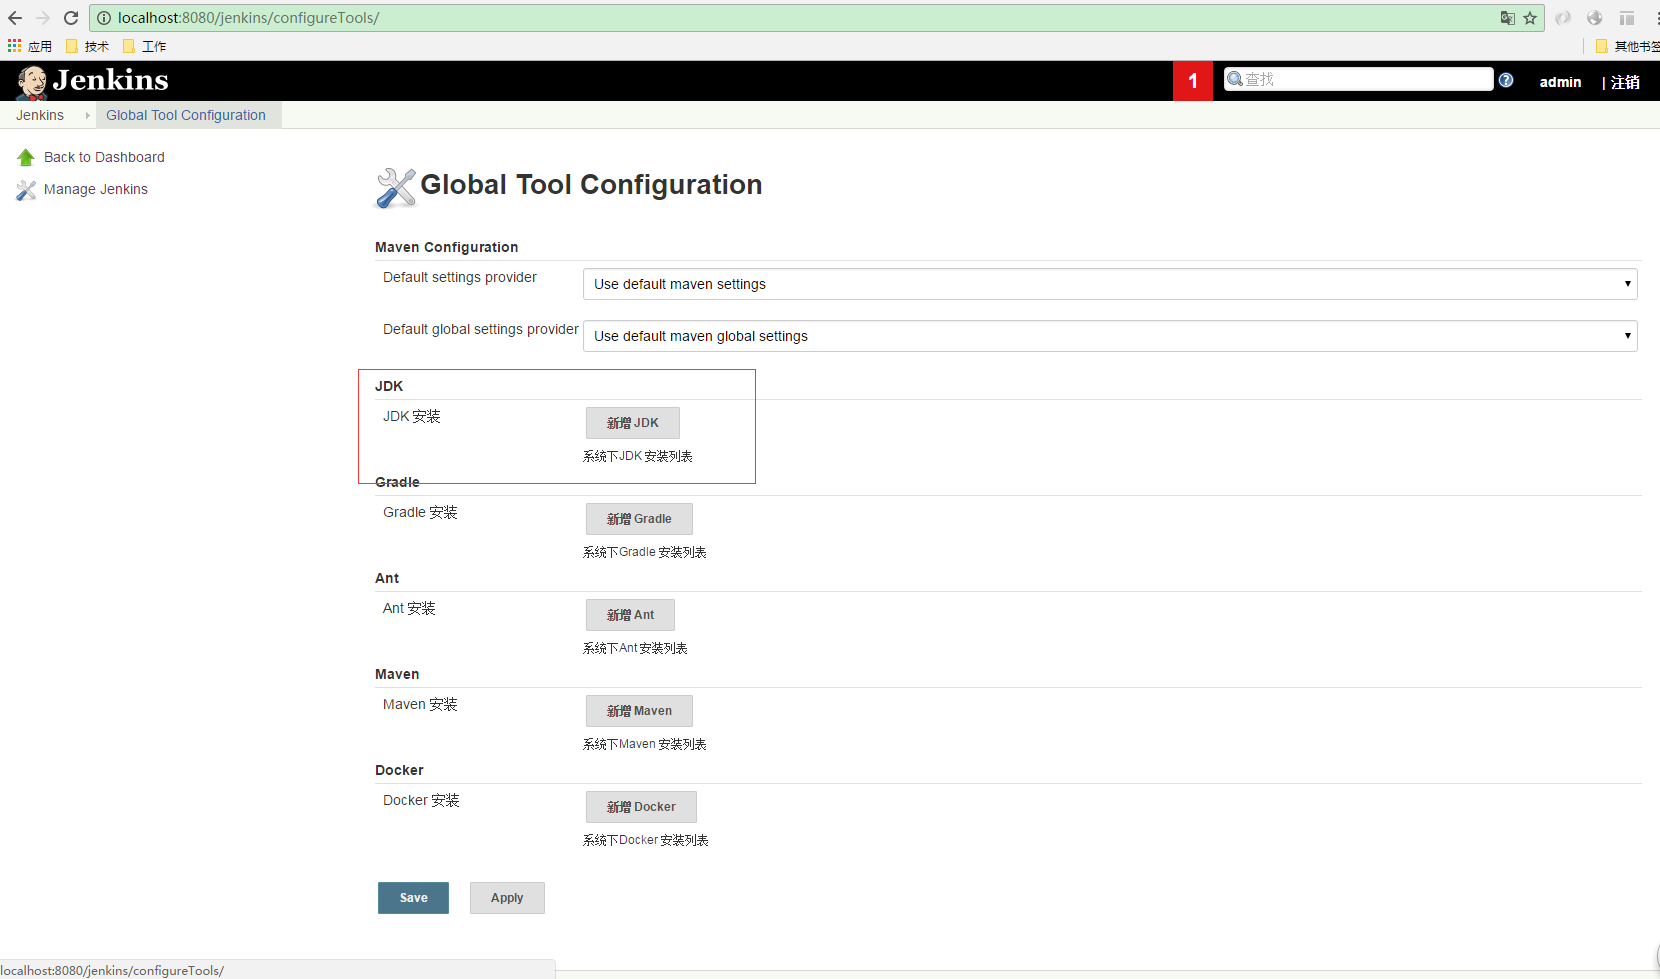 localhost:8080/jenkins/configureTools/
应用 技术 工作 其他书签
Jenkins 1 查找 admin | 注销
Jenkins Global Tool Configuration
Back to Dashboard
Manage Jenkins
Global Tool Configuration
Maven Configuration
Default settings provider Use default maven settings
Default global settings provider Use default maven global settings
JDK
JDK 安装 新增 JDK
系统下JDK 安装列表
Gradle
Gradle 安装 新增 Gradle
系统下Gradle 安装列表
Ant
Ant 安装 新增 Ant
系统下Ant 安装列表
Maven
Maven 安装 新增 Maven
系统下Maven 安装列表
Docker
Docker 安装 新增 Docker
系统下Docker 安装列表
Save Apply
localhost:8080/jenkins/configureTools/